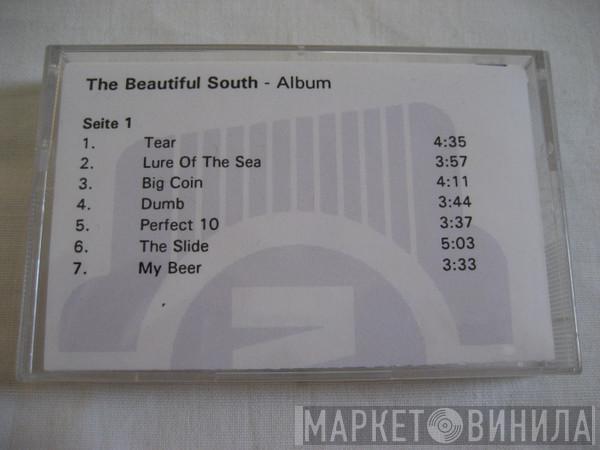 The Beautiful South - Album
Seite 1
1. Tear 4:35
2. Lure Of The Sea 3:57
3. Big Coin 4:11
4. Dumb 3:44
5. Perfect 10 3:37
6. The Slide 5:03
7. My Beer 3:33
МАРКЕТ ВИНИЛА